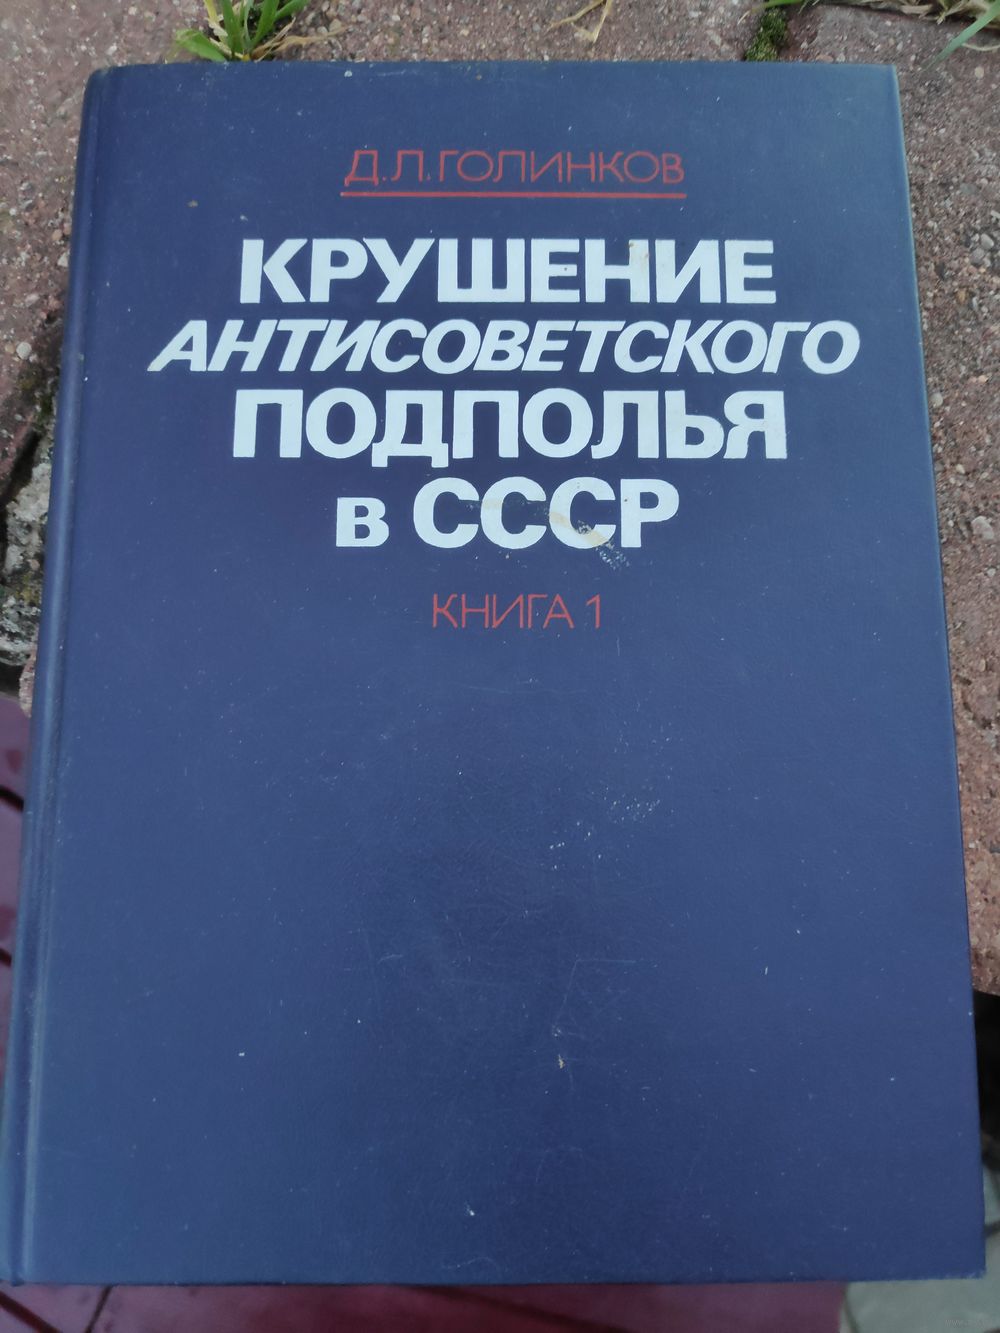 Д.Л.ГОЛИНКОВ
КРУШЕНИЕ
АНТИСОВЕТСКОГО
ПОДПОЛЬЯ
в СССР
КНИГА 1